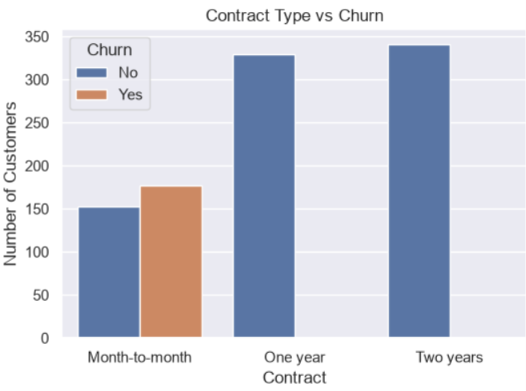 Contract Type vs Churn
350
300
250
200
150
100
50
0
Number of Customers
Churn
No
Yes
Month-to-month
One year
Two years
Contract